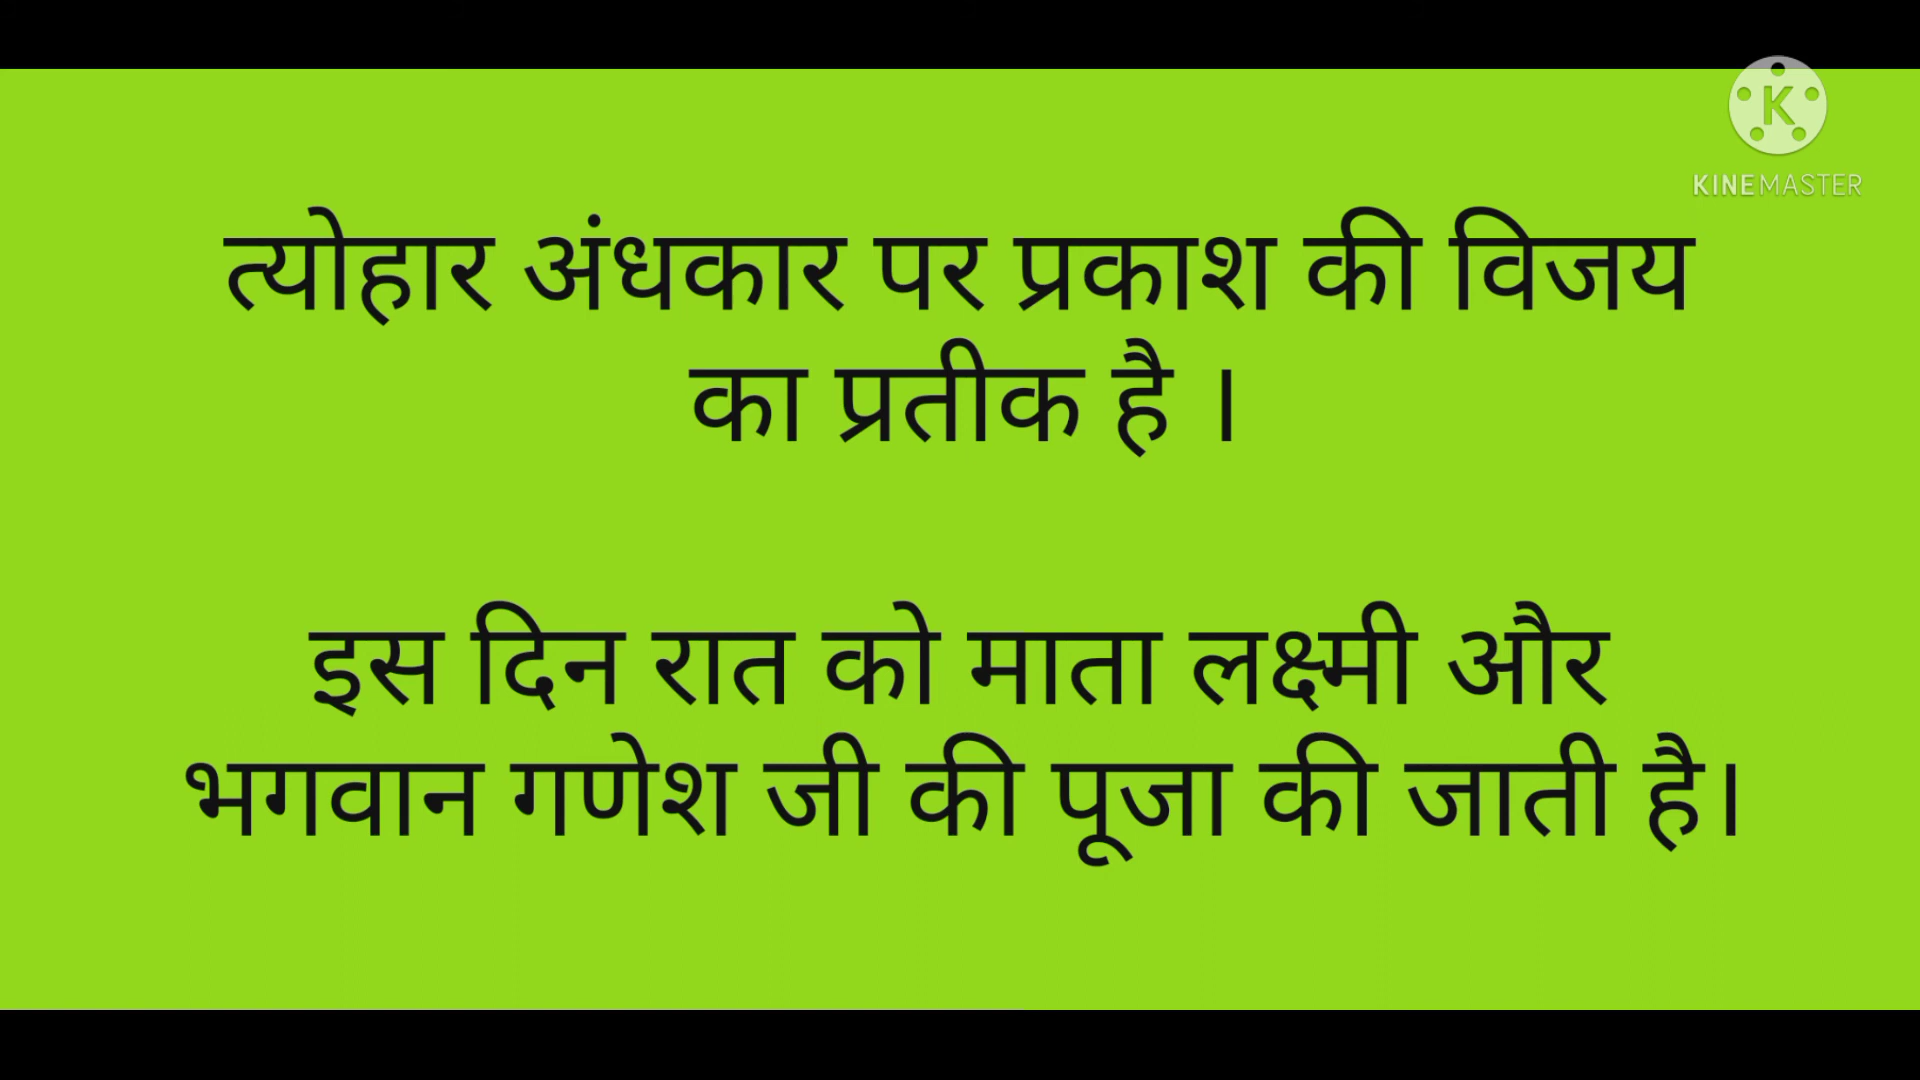 KINEMASTER
त्योहार अंधकार पर प्रकाश की विजय
का प्रतीक है ।
इस दिन रात को माता लक्ष्मी और
भगवान गणेश जी की पूजा की जाती है।